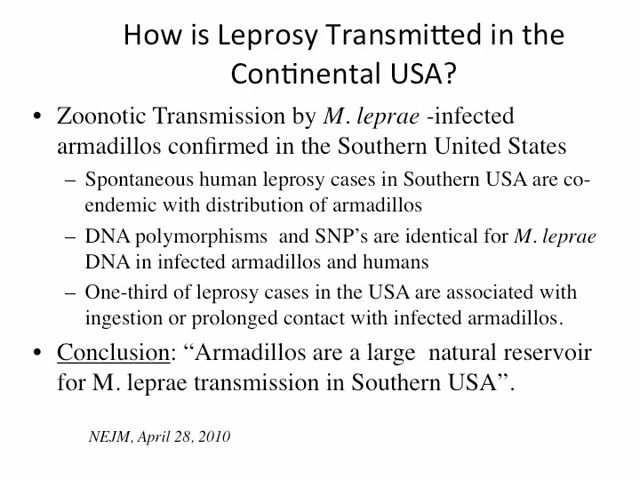 How is Leprosy Transmitted in the
Continental USA?
• Zoonotic Transmission by M. leprae -infected
armadillos confirmed in the Southern United States
– Spontaneous human leprosy cases in Southern USA are co-
endemic with distribution of armadillos
– DNA polymorphisms and SNP's are identical for M. leprae
DNA in infected armadillos and humans
– One-third of leprosy cases in the USA are associated with
ingestion or prolonged contact with infected armadillos.
• Conclusion: “Armadillos are a large natural reservoir
for M. leprae transmission in Southern USA”.
NEJM, April 28, 2010